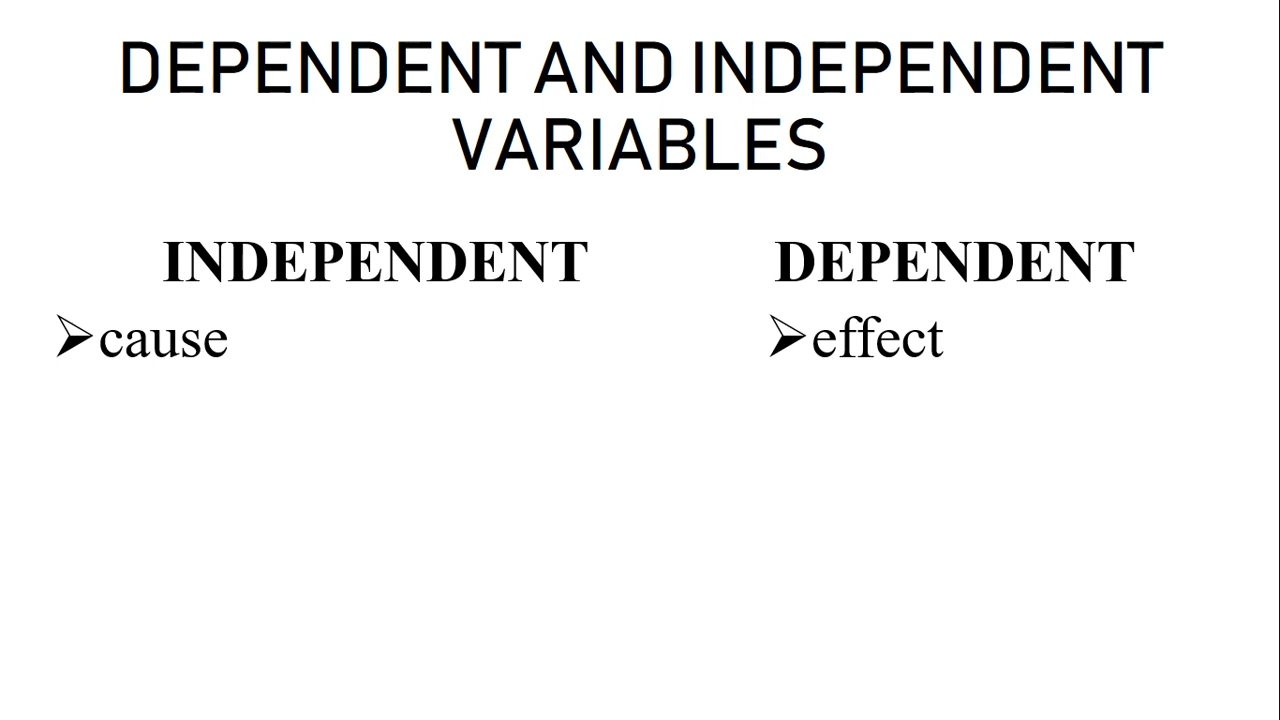 DEPENDENT AND INDEPENDENT
VARIABLES
INDEPENDENT
➢cause
DEPENDENT
➢effect